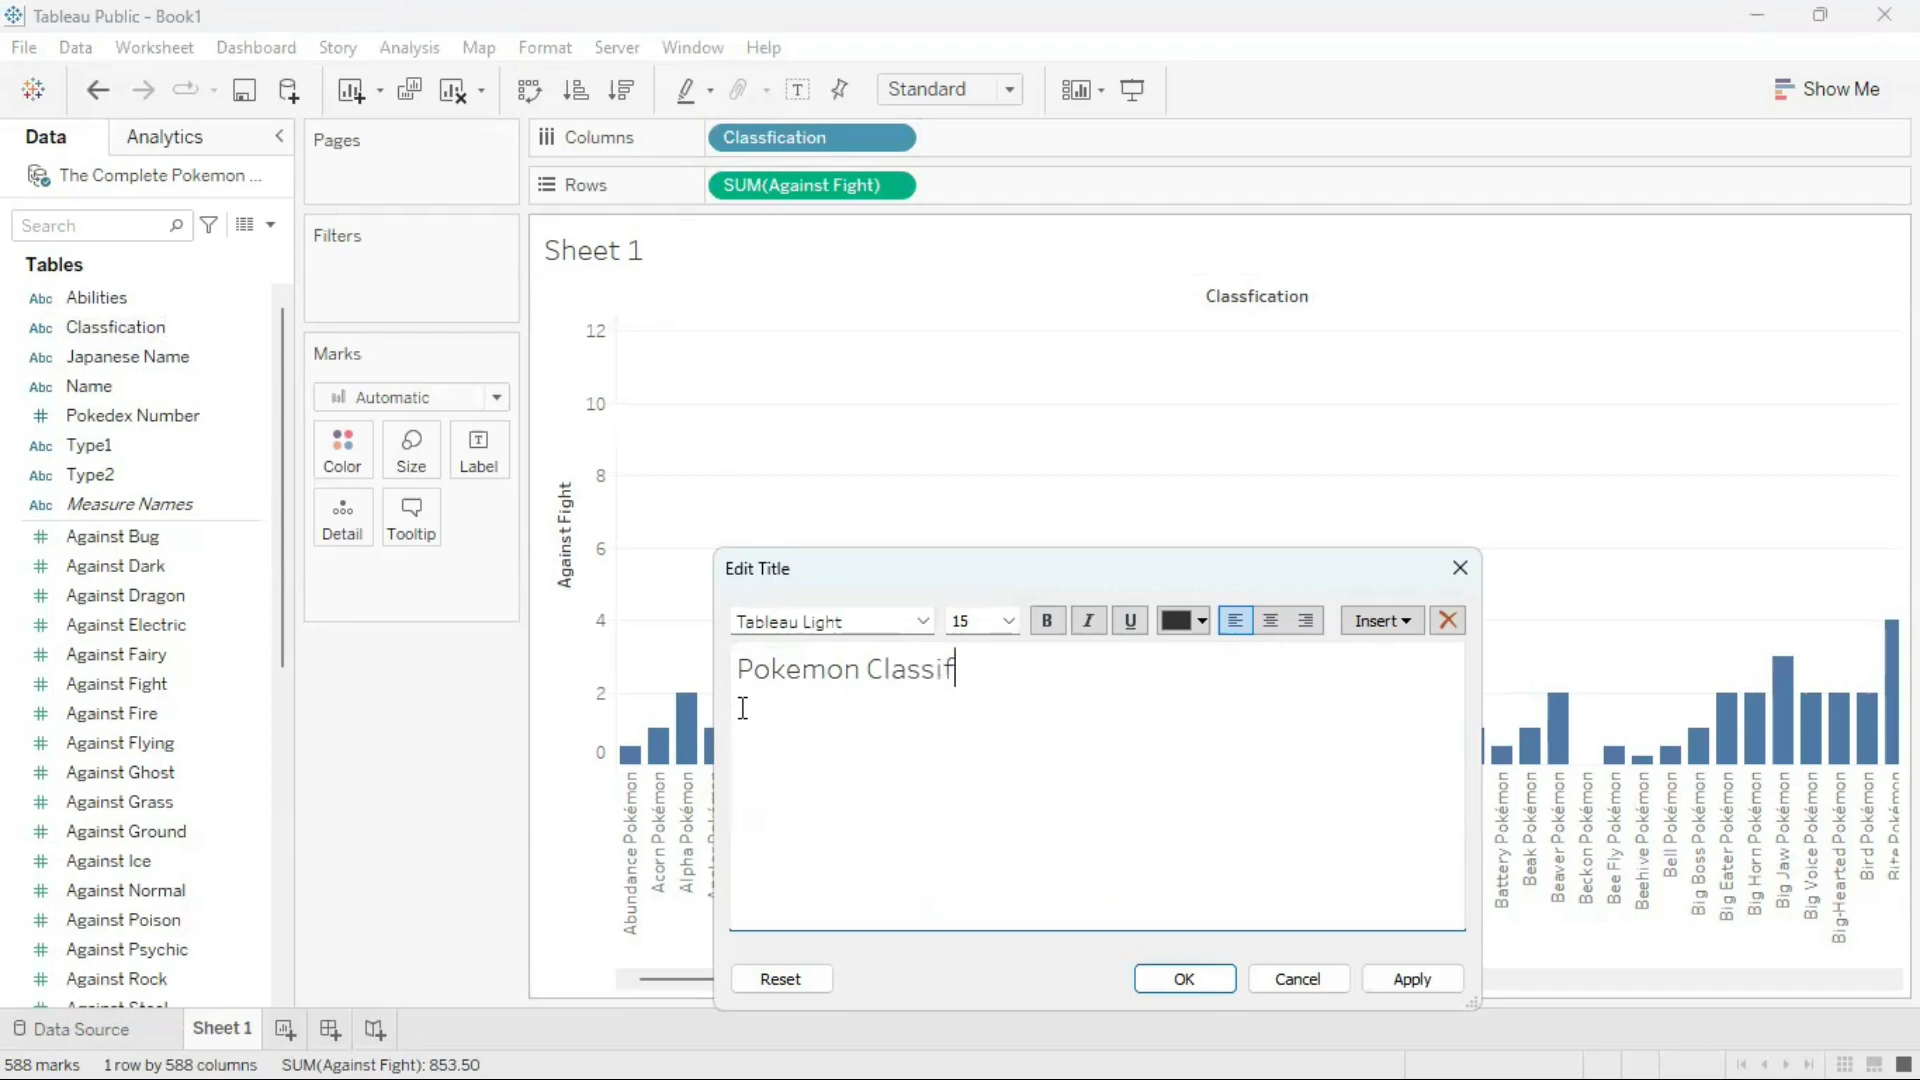 Tableau Public - Book1
File Data Worksheet Dashboard Story Analysis Map Format Server Window Help
Standard
Show Me
Data Analytics
The Complete Pokemon ...
Search
Tables
Abc Abilities
Abc Classfication
Abc Japanese Name
Abc Name
# Pokedex Number
Abc Type1
Abc Type2
Abc Measure Names
# Against Bug
# Against Dark
# Against Dragon
# Against Electric
# Against Fairy
# Against Fight
# Against Fire
# Against Flying
# Against Ghost
# Against Grass
# Against Ground
# Against Ice
# Against Normal
# Against Poison
# Against Psychic
# Against Rock
Pages
Filters
Marks
Automatic
Color Size Label
Detail Tooltip
Columns Classfication
Rows SUM(Against Fight)
Sheet 1
Classfication
Against Fight
12
10
8
6
4
2
0
Abundance Pokémon
Acorn Pokémon
Alpha Pokémon
Battery Pokémon
Beak Pokémon
Beaver Pokémon
Beckon Pokémon
Bee Fly Pokémon
Beehive Pokémon
Bell Pokémon
Big Boss Pokémon
Big Eater Pokémon
Big Horn Pokémon
Big Jaw Pokémon
Big Voice Pokémon
Big-Hearted Pokémon
Bird Pokémon
Edit Title
Tableau Light 15 B I U Insert
Pokemon Classif
Reset OK Cancel Apply
Data Source Sheet 1
588 marks 1 row by 588 columns SUM(Against Fight): 853.50